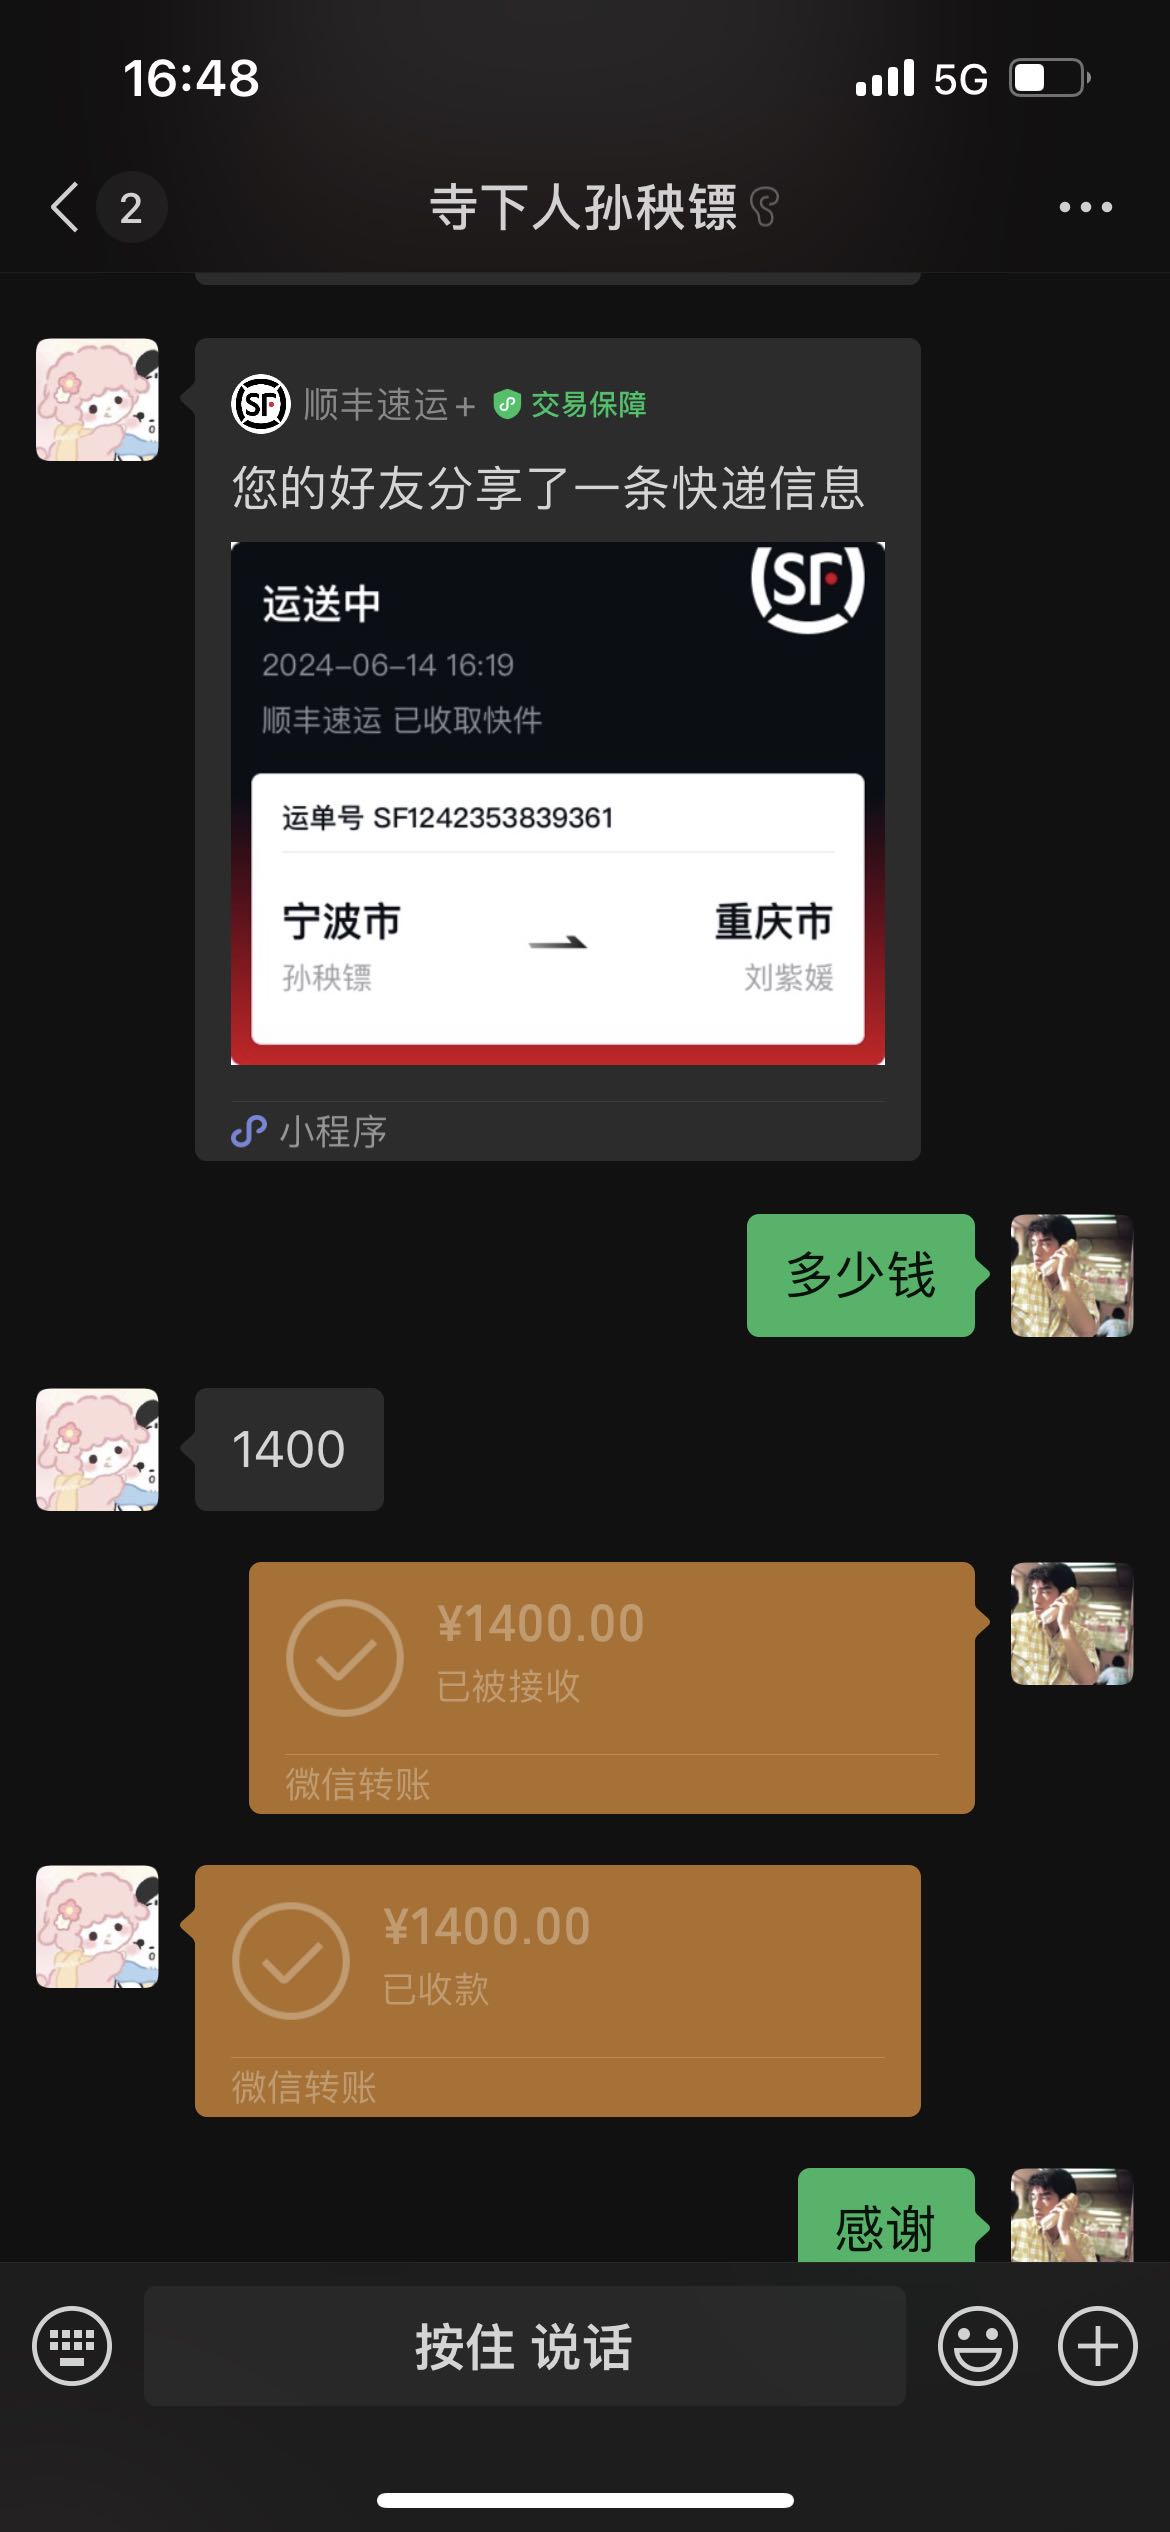 16:48
5G
2
寺下人孙秧镖
SF 顺丰速运+ 交易保障
您的好友分享了一条快递信息
SF
运送中
2024-06-14 16:19
顺丰速运 已收取快件
运单号 SF1242353839361
宁波市 重庆市
孙秧镖 刘紫媛
小程序
多少钱
1400
¥1400.00
已被接收
微信转账
¥1400.00
已收款
微信转账
感谢
按住 说话